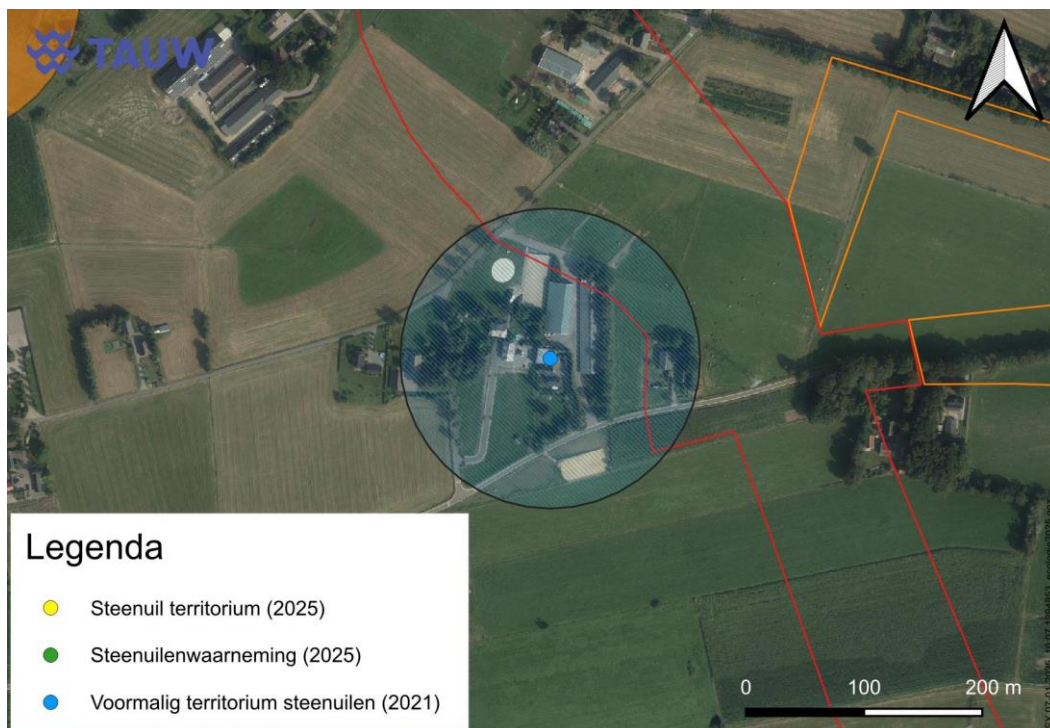 TAUW
Legenda
Steenuil territorium (2025)
Steenuilenwaarneming (2025)
Voormalig territorium steenuilen (2021)
0 100 200 m